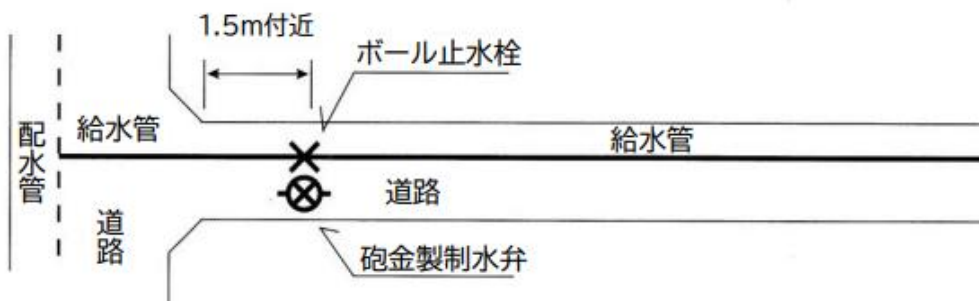 1.5m付近
ボール止水栓
給水管
給水管
配水管
道路
道路
砲金製制水弁